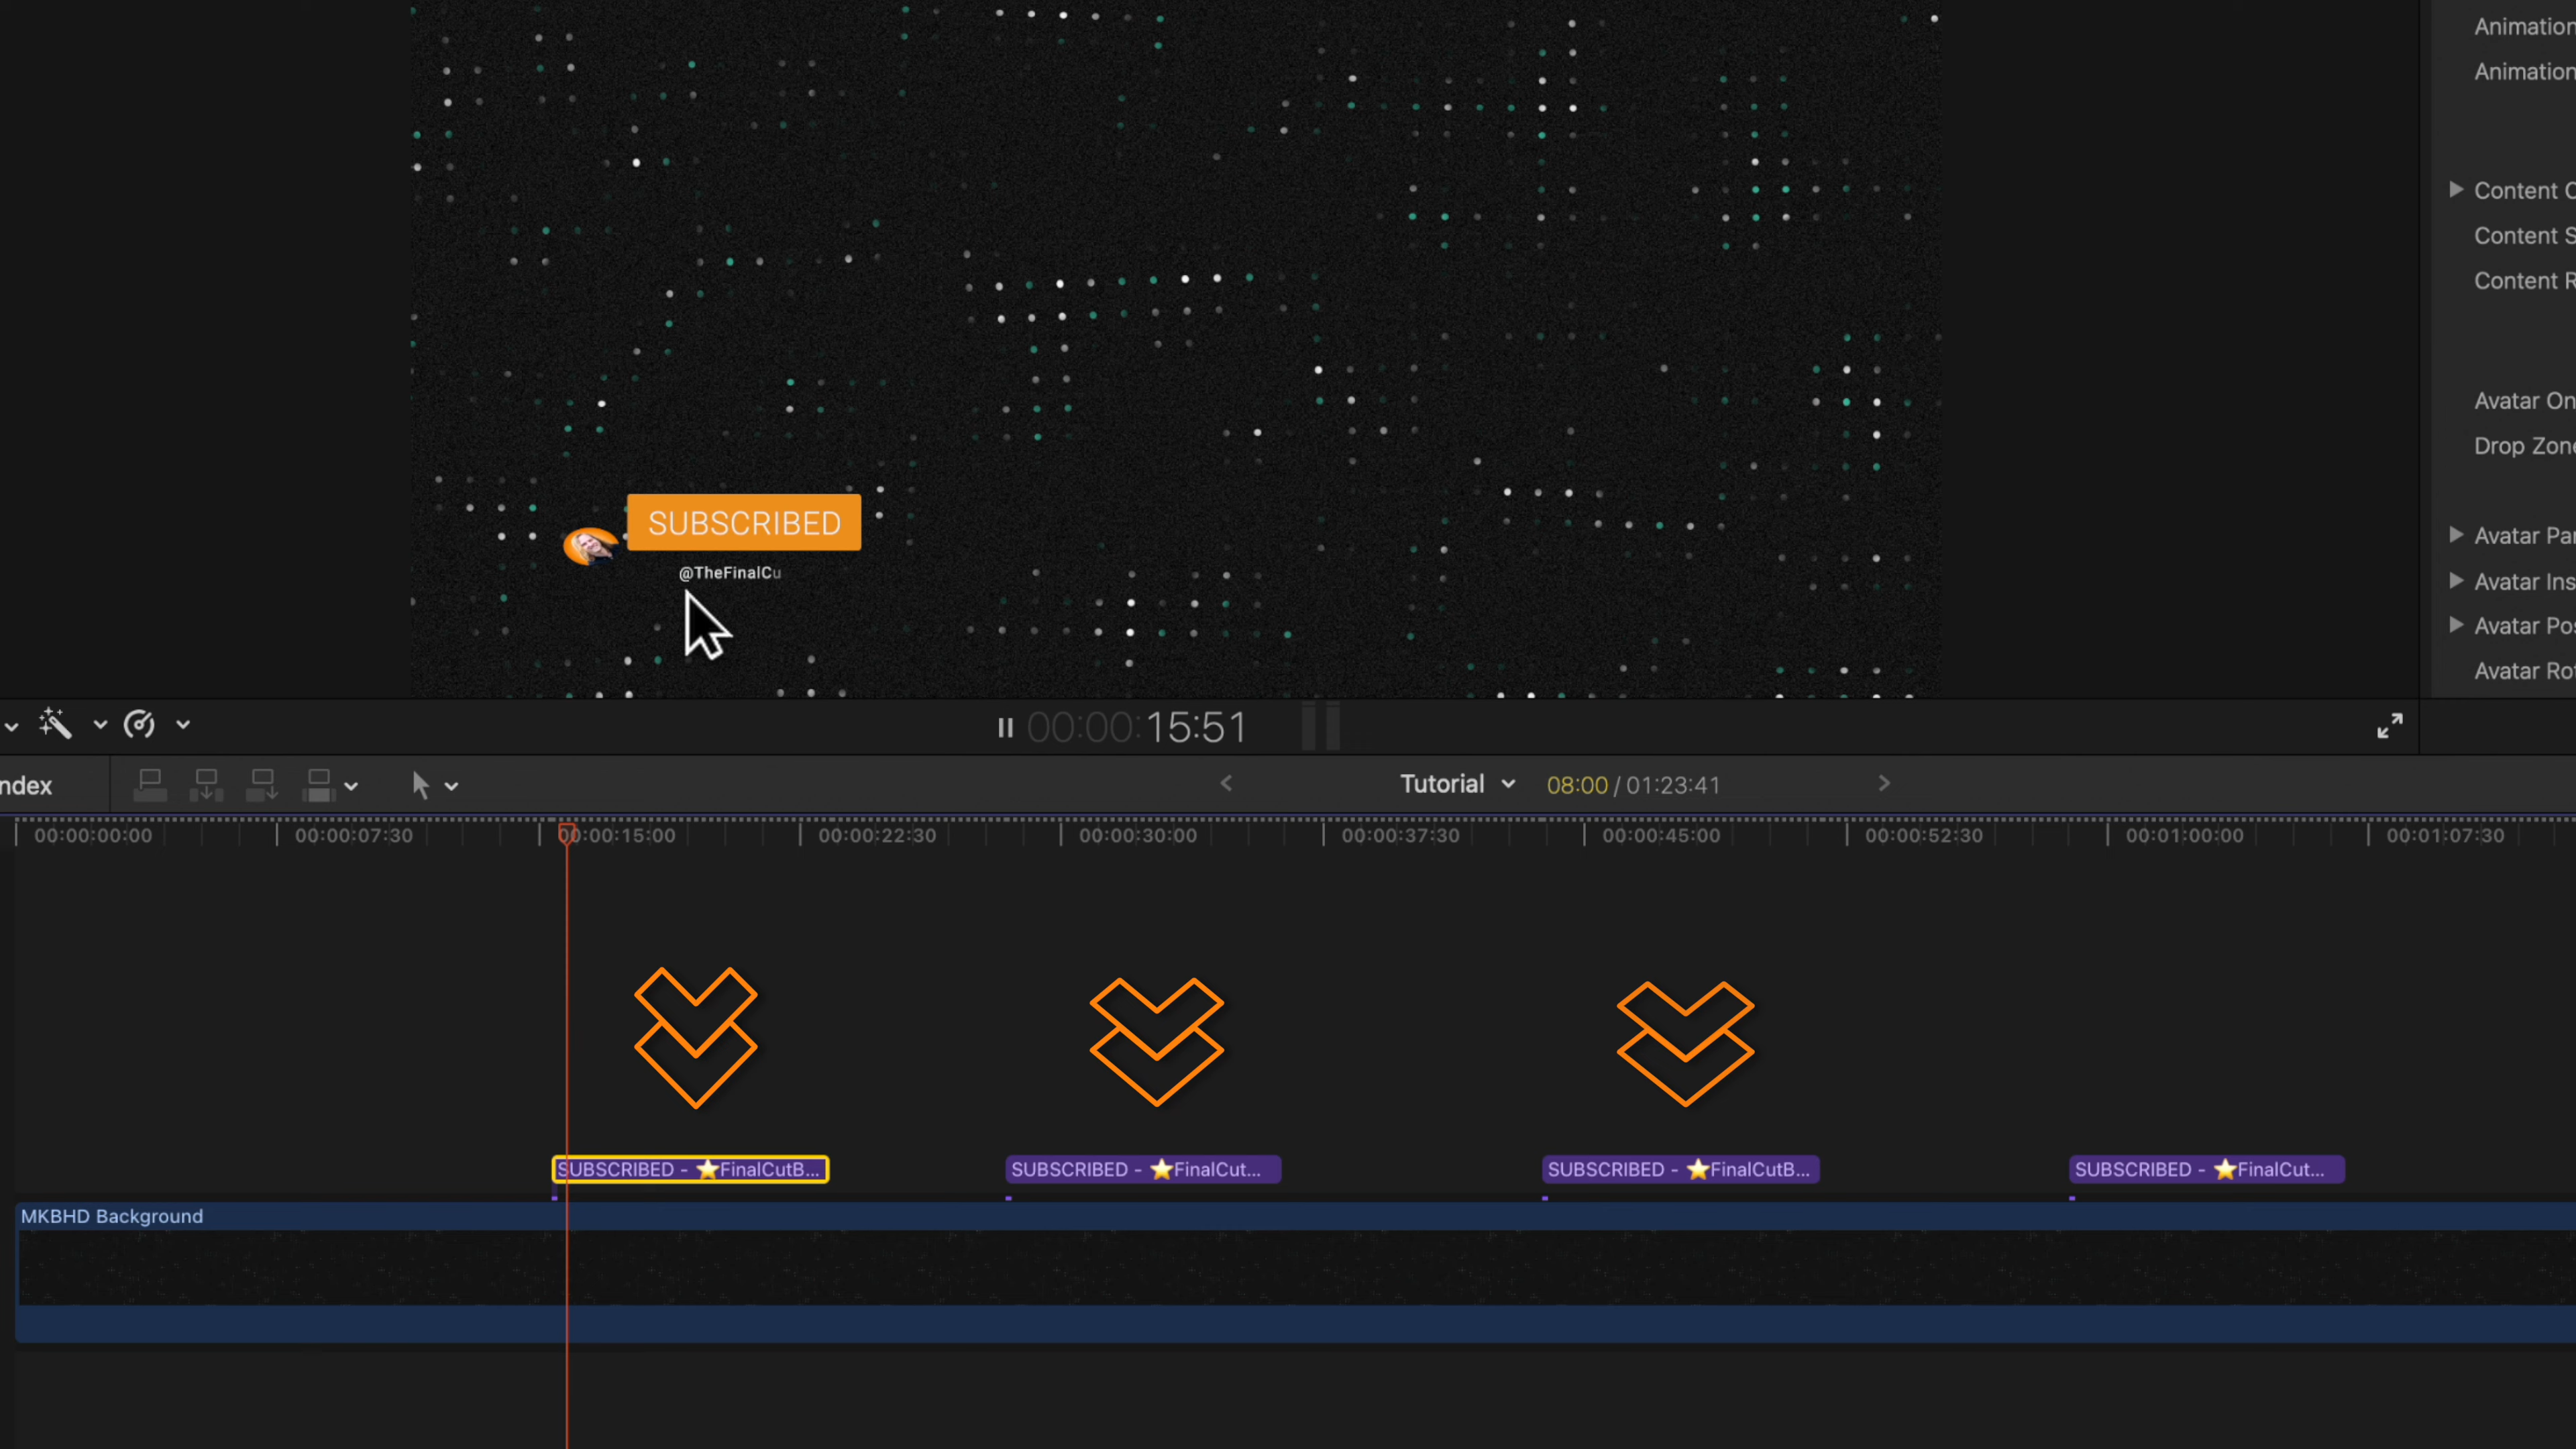 Animation
Animation
Content C
Content S
Content R
Avatar On
Drop Zone
Avatar Par
Avatar Ins
Avatar Pos
Avatar Rot
SUBSCRIBED
@TheFinalCu
00:00:15:51
ndex
Tutorial 08:00 / 01:23:41
00:00:00:00 00:00:07:30 00:00:15:00 00:00:22:30 00:00:30:00 00:00:37:30 00:00:45:00 00:00:52:30 00:01:00:00 00:01:07:30
SUBSCRIBED - ⭐FinalCutB... SUBSCRIBED - ⭐FinalCut... SUBSCRIBED - ⭐FinalCutB... SUBSCRIBED - ⭐FinalCut...
MKBHD Background